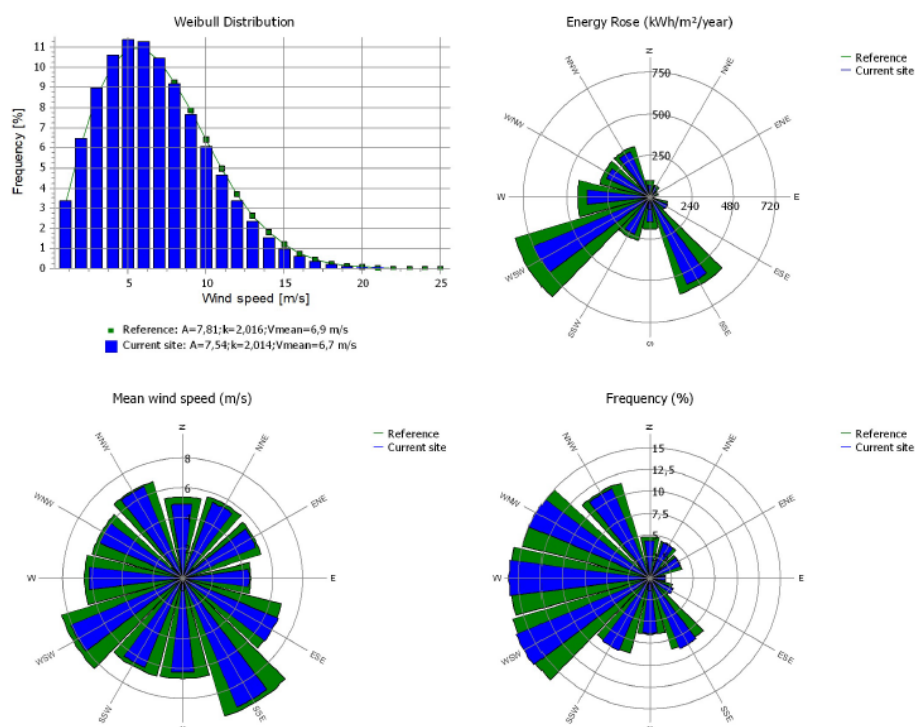 Weibull Distribution
Frequency [%]
11
10
9
8
7
6
5
4
3
2
1
0
5
10
15
20
25
Wind speed [m/s]
Reference: A=7,81;k=2,016;Vmean=6,9 m/s
Current site: A=7,54;k=2,014;Vmean=6,7 m/s
Energy Rose (kWh/m²/year)
Reference
Current site
N
NNE
ENE
E
ESE
SSE
S
SSW
WSW
W
WNW
NNW
750
500
250
240
480
720
Mean wind speed (m/s)
Reference
Current site
N
NNE
ENE
E
ESE
SSE
SSW
WSW
W
WNW
NNW
8
6
Frequency (%)
Reference
Current site
N
NNE
ENE
E
ESE
SSE
SSW
WSW
W
WNW
NNW
15
12,5
10
7,5
5